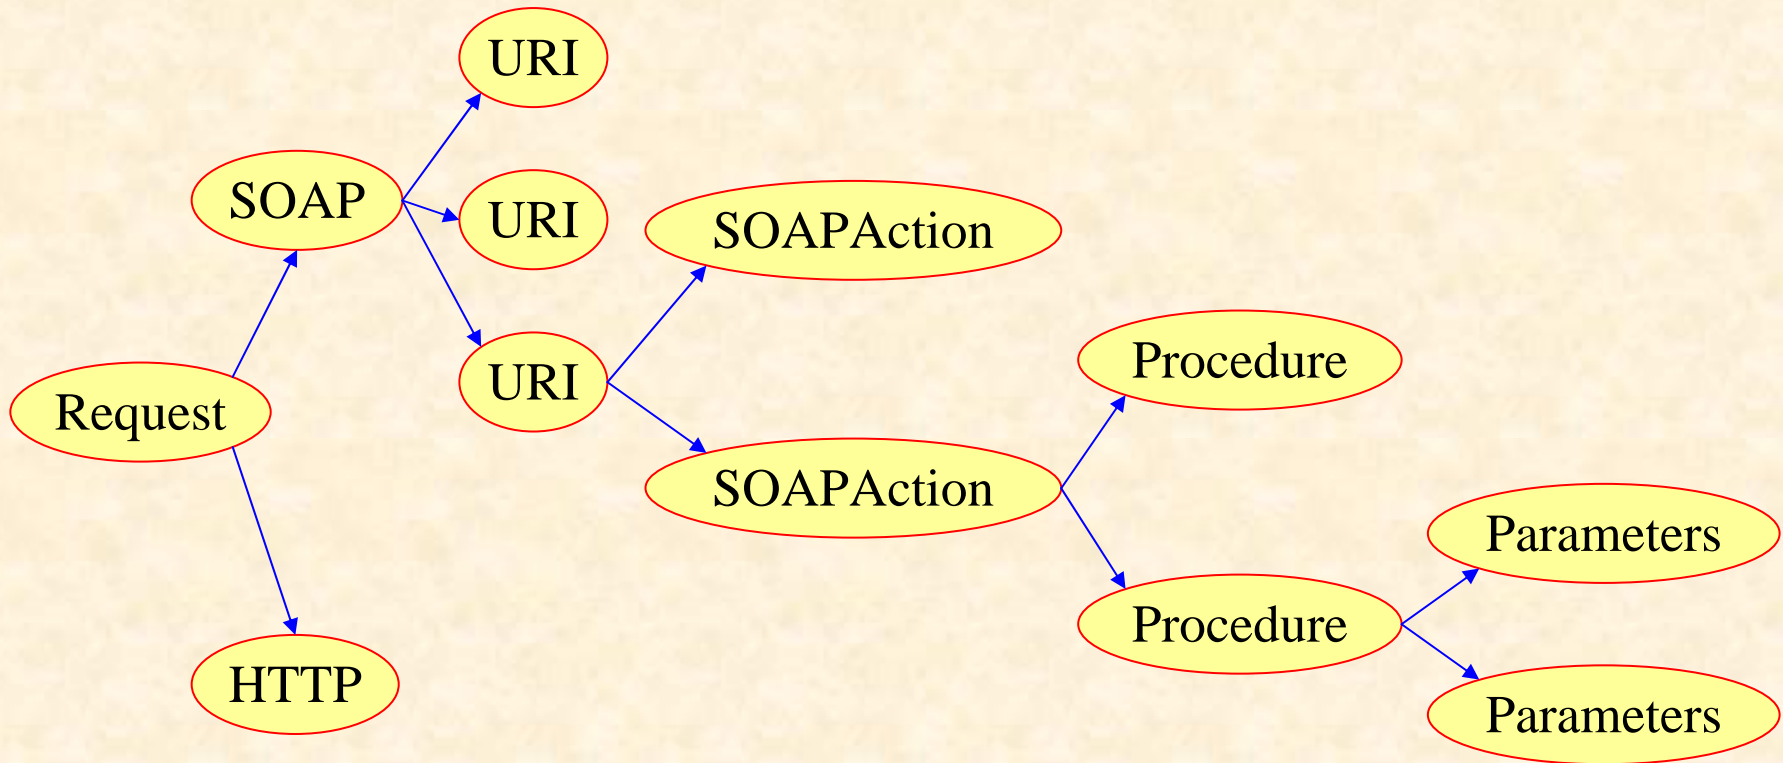 URI
SOAP
URI
SOAPAction
URI
Procedure
Request
SOAPAction
Parameters
Procedure
HTTP
Parameters